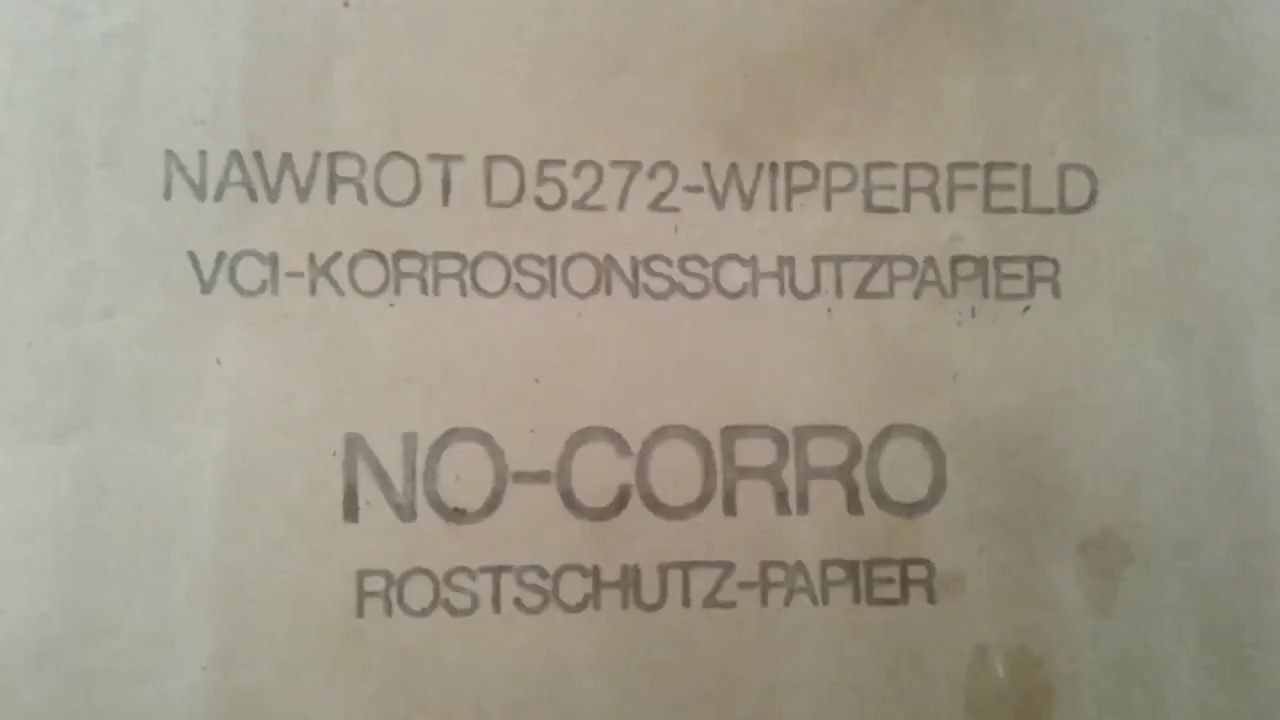 NAWROT D5272-WIPPERFELD
VCI-KORROSIONSSCHUTZPAPIER
NO-CORRO
ROSTSCHUTZ-PAPIER